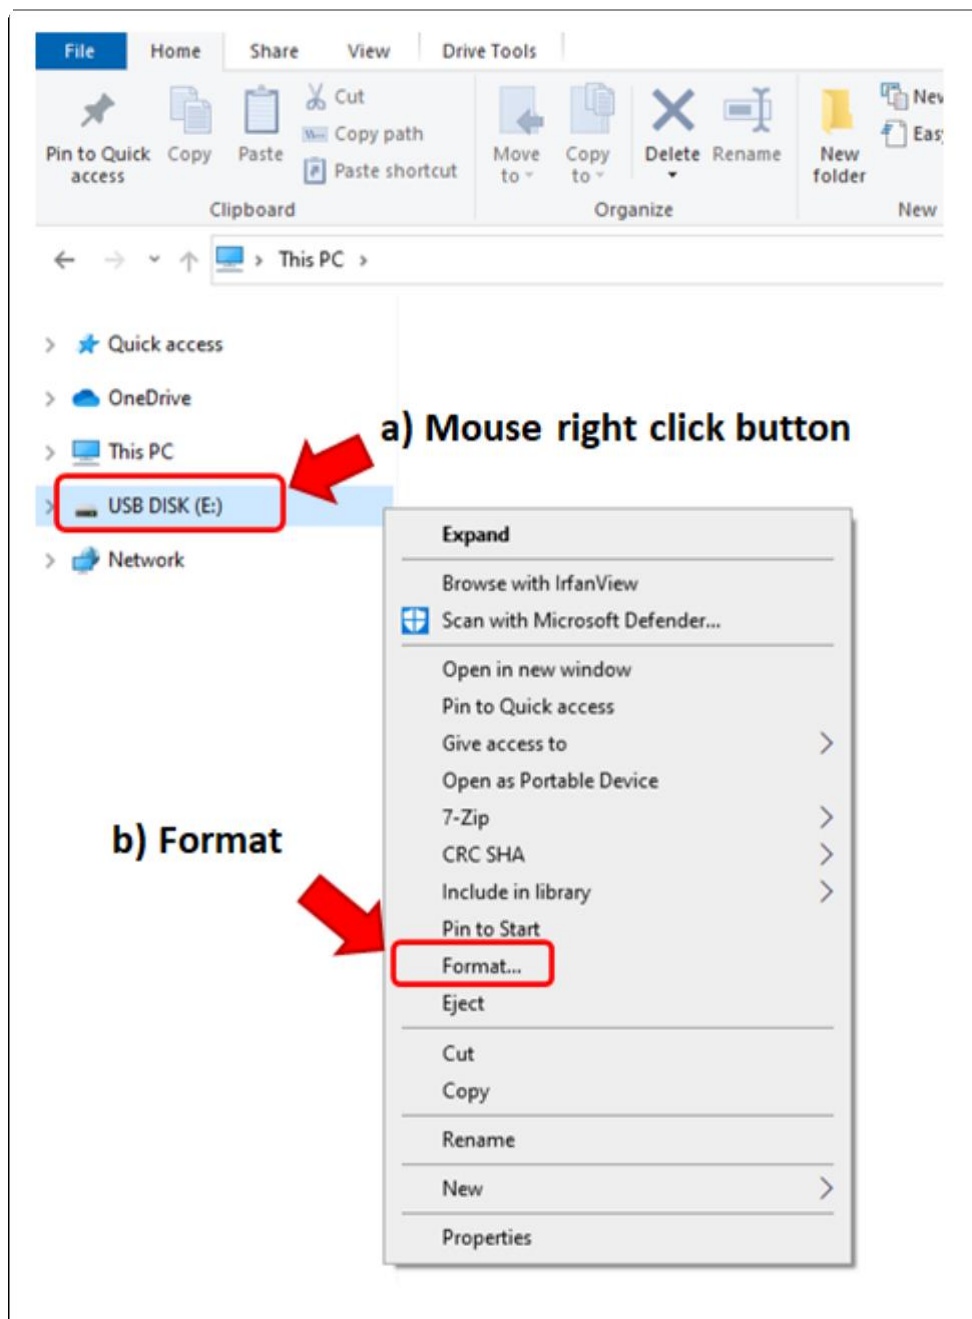 File Home Share View Drive Tools
Cut
Copy path
Paste shortcut
Pin to Quick access
Copy
Paste
Move to
Copy to
Delete
Rename
New folder
New
Easy
Clipboard Organize New
This PC
Quick access
OneDrive
This PC
USB DISK (E:)
Network
a) Mouse right click button
Expand
Browse with IrfanView
Scan with Microsoft Defender...
Open in new window
Pin to Quick access
Give access to
Open as Portable Device
7-Zip
CRC SHA
Include in library
Pin to Start
Format...
Eject
Cut
Copy
Rename
New
Properties
b) Format